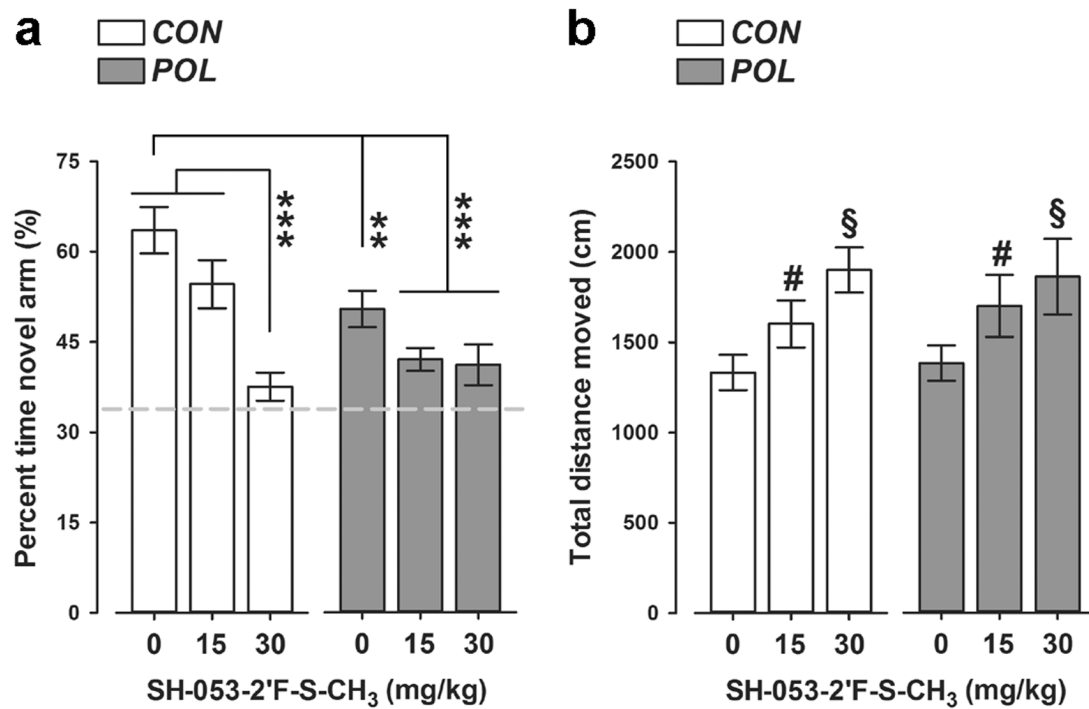 a
CON
POL
Percent time novel arm (%)
75
60
45
30
15
0
***
**
***
0 15 30 0 15 30
SH-053-2'F-S-CH₃ (mg/kg)
b
CON
POL
Total distance moved (cm)
2500
2000
1500
1000
500
0
# § # §
0 15 30 0 15 30
SH-053-2'F-S-CH₃ (mg/kg)